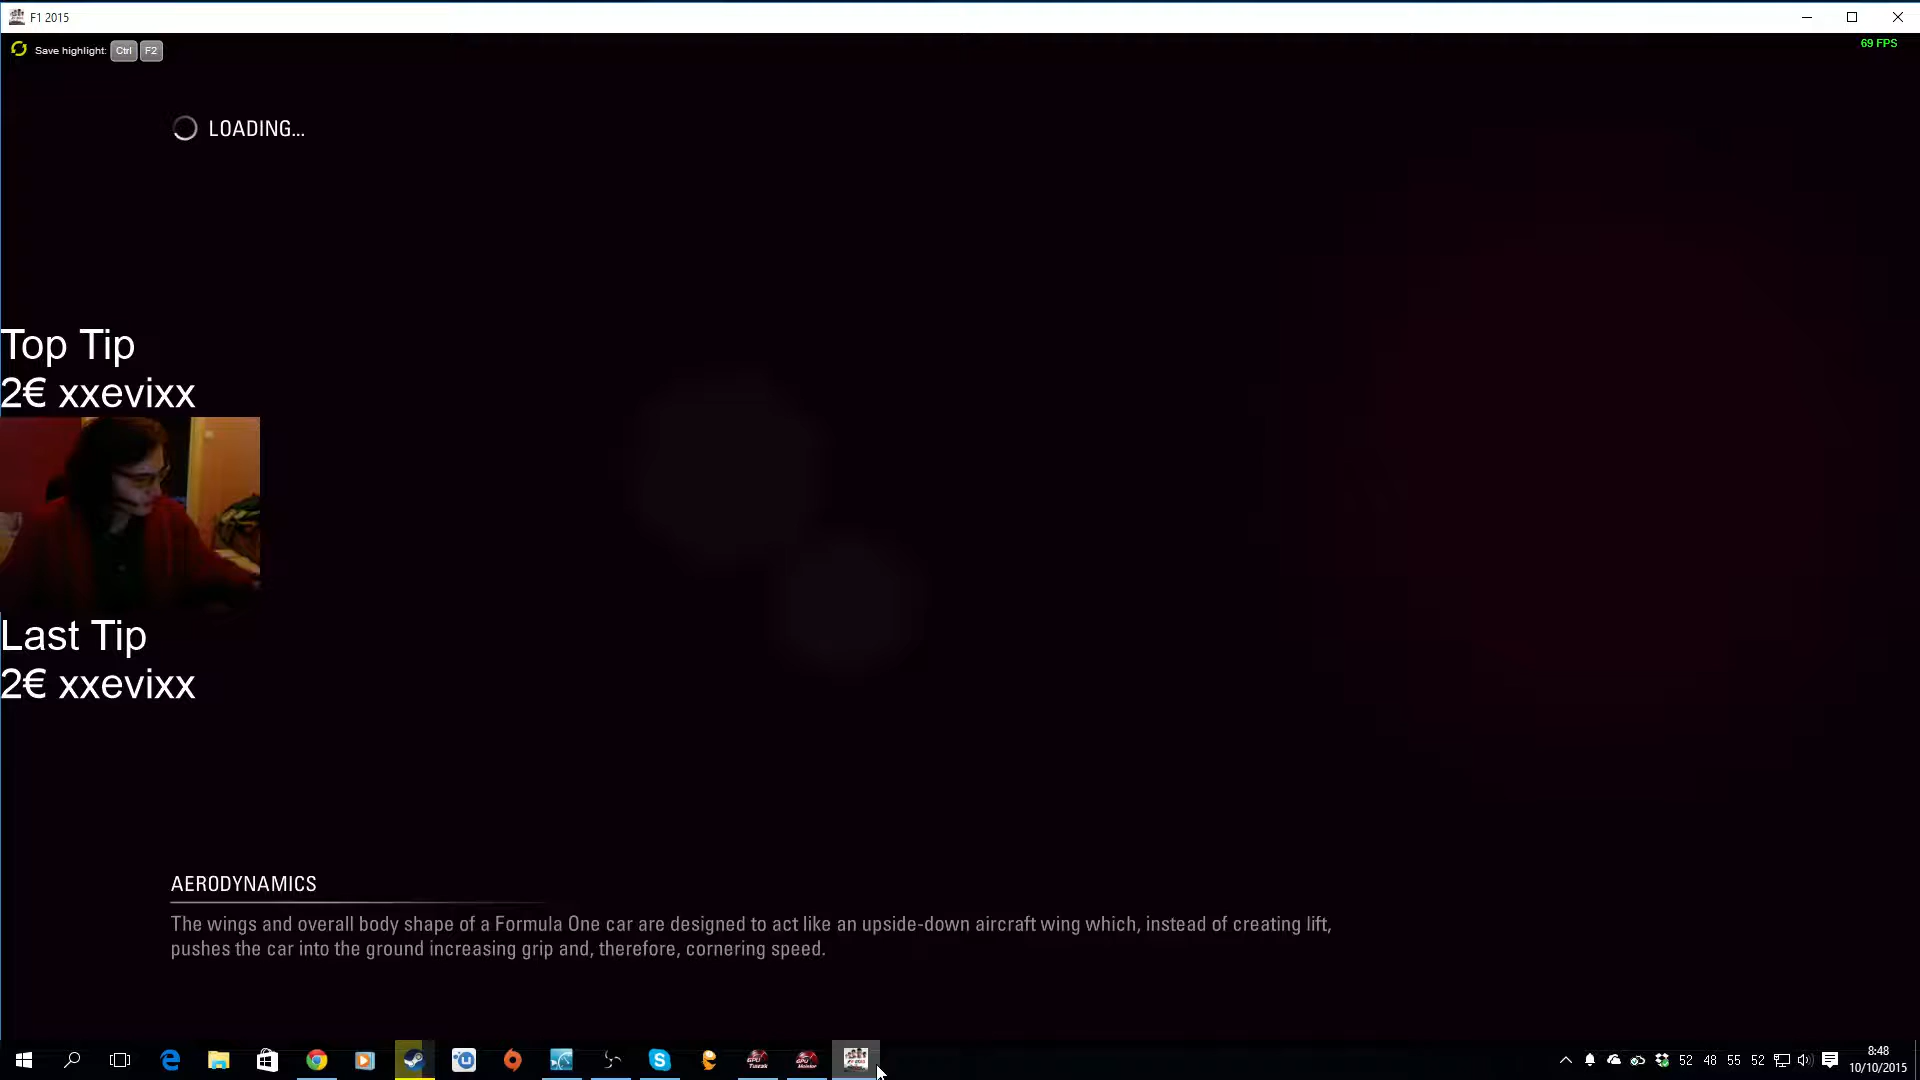 F1 2015
Save highlight: Ctrl F2
69 FPS
LOADING...
Top Tip
2€ xxevixx
Last Tip
2€ xxevixx
AERODYNAMICS
The wings and overall body shape of a Formula One car are designed to act like an upside-down aircraft wing which, instead of creating lift,
pushes the car into the ground increasing grip and, therefore, cornering speed.
52 48 55 52
8:48
10/10/2015